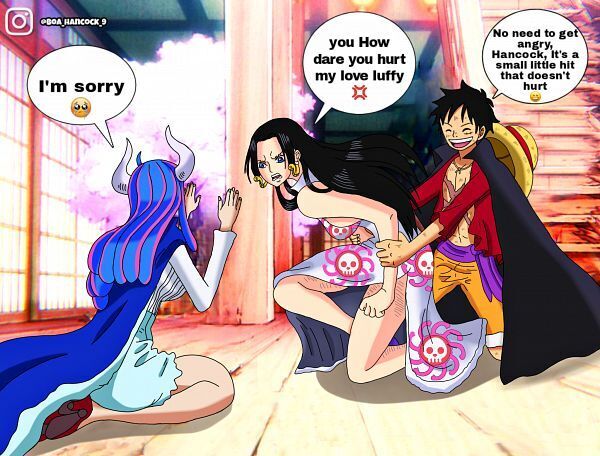 @BOA_HANCOCK_9
I'm sorry
🥺
you How
dare you hurt
my love luffy
💢
No need to get
angry,
Hancock, It's a
small little hit
that doesn't
hurt
😄